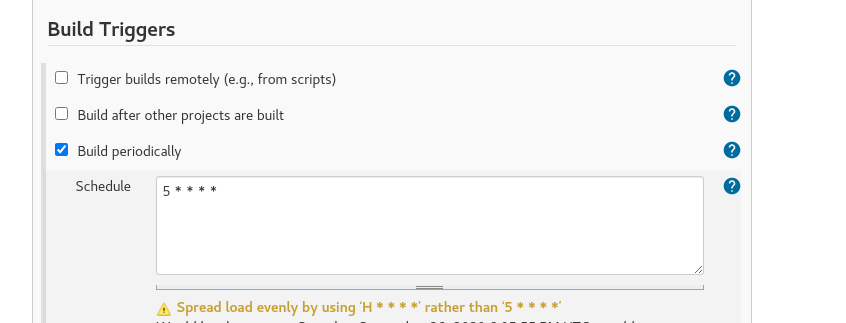 Build Triggers
Trigger builds remotely (e.g., from scripts)
Build after other projects are built
Build periodically
Schedule
5 * * * *
Spread load evenly by using ‘H * * * *’ rather than ‘5 * * * *’